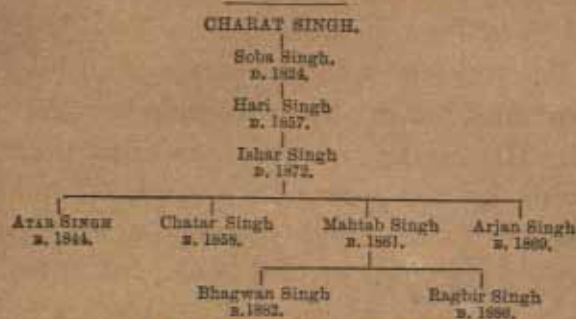 CHARAT SINGH.
Soba Singh.
D. 1824.
Hari Singh
D. 1857.
Ishar Singh
D. 1872.
ATAR SINGH Chatar Singh Mahtab Singh Arjan Singh
B. 1844. B. 1858. B. 1861. B. 1869.
Bhagwan Singh Ragbir Singh
B. 1882. B. 1886.